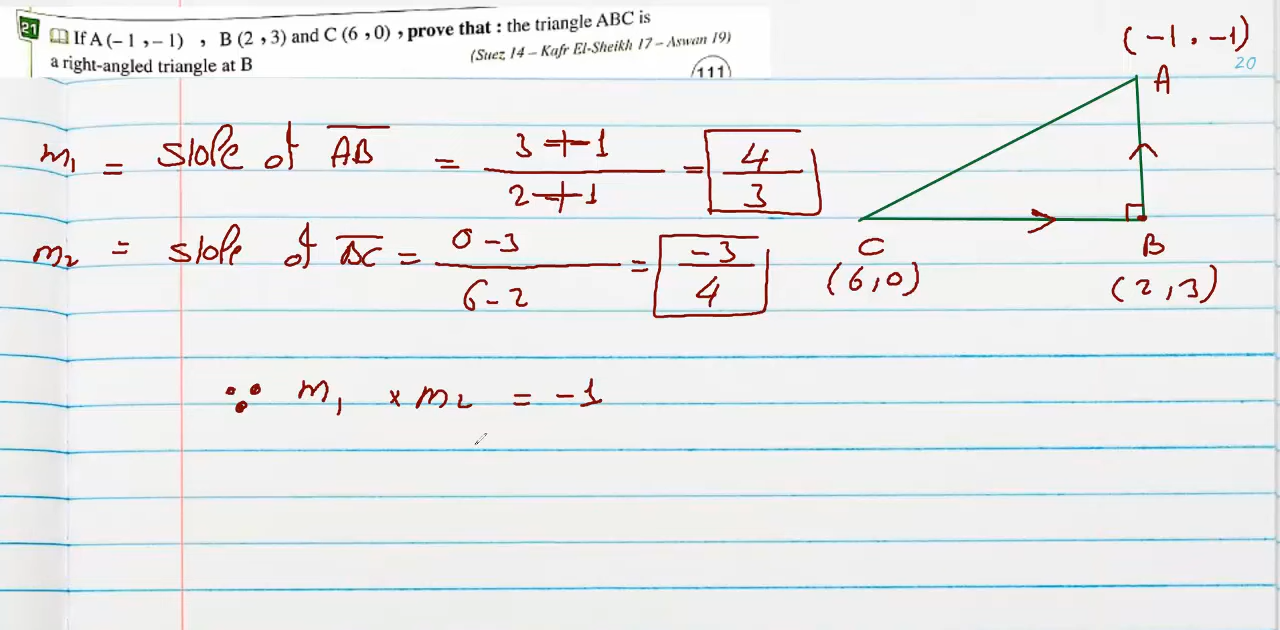 21 If A (– 1 , – 1) , B (2 , 3) and C (6 , 0) , prove that : the triangle ABC is
a right-angled triangle at B
(Suez 14 – Kafr El-Sheikh 17 – Aswan 19)
(111)
(-1 , -1)
20
A
m₁ = slope of A̅B̅ = (3+1)/(2+1) = 4/3
m₂ = slope of B̅C̅ = (0-3)/(6-2) = -3/4
C
B
(6,0)
(2,3)
∵ m₁ × m₂ = -1